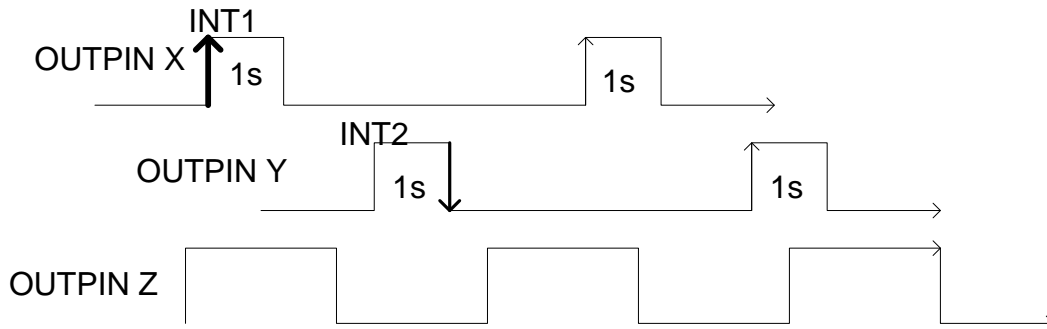 INT1
OUTPIN X
1s
1s
INT2
OUTPIN Y
1s
1s
OUTPIN Z